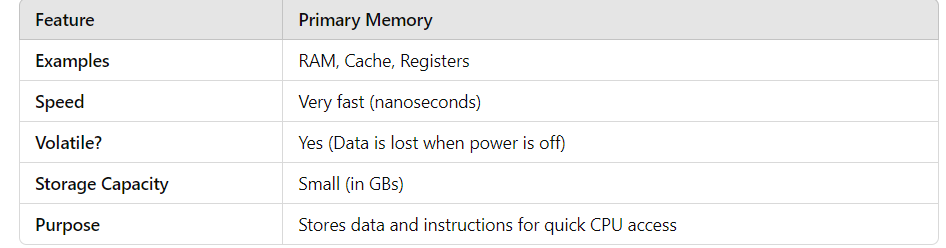 Feature Primary Memory
Examples RAM, Cache, Registers
Speed Very fast (nanoseconds)
Volatile? Yes (Data is lost when power is off)
Storage Capacity Small (in GBs)
Purpose Stores data and instructions for quick CPU access